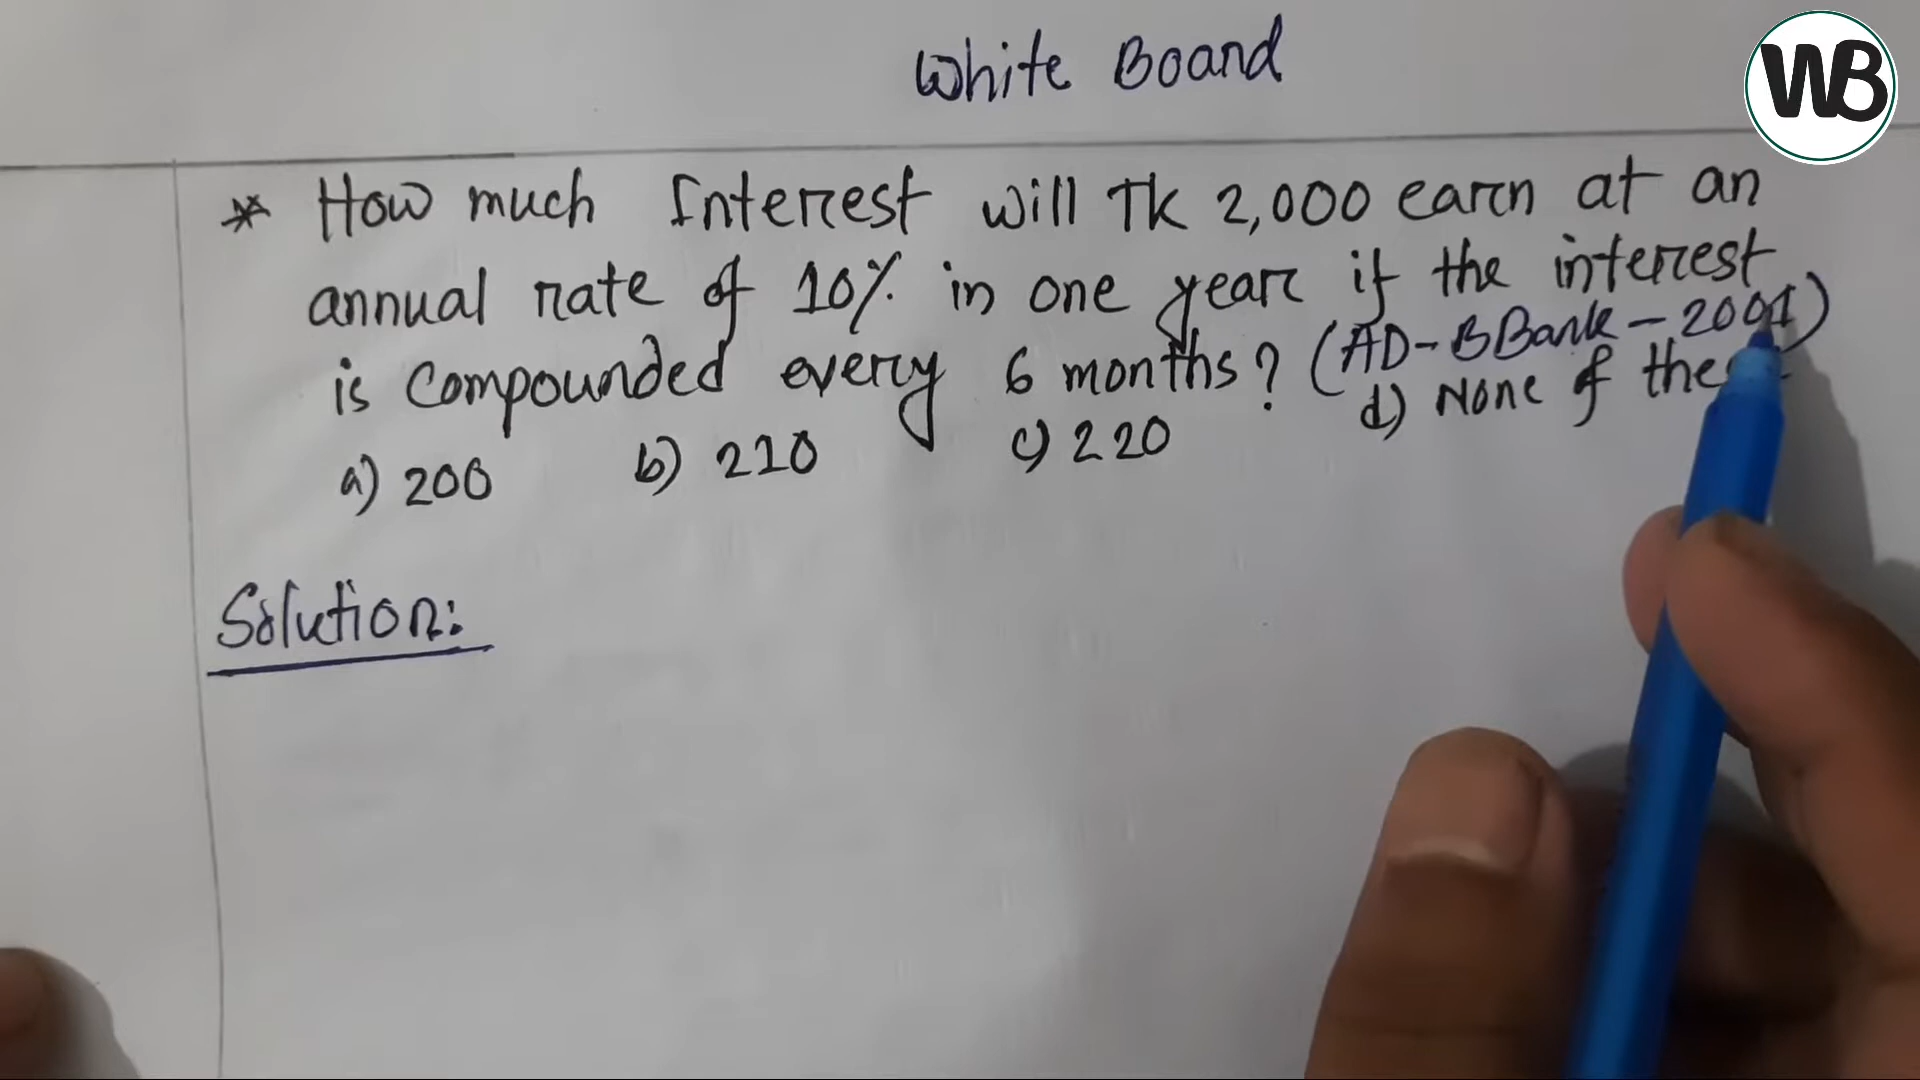 White Board
WB
* How much Interest will Tk 2,000 earn at an
annual rate of 10% in one year if the interest
is compounded every 6 months? (AD-BBank-2001)
a) 200 b) 210 c) 220 d) None of
Solution: